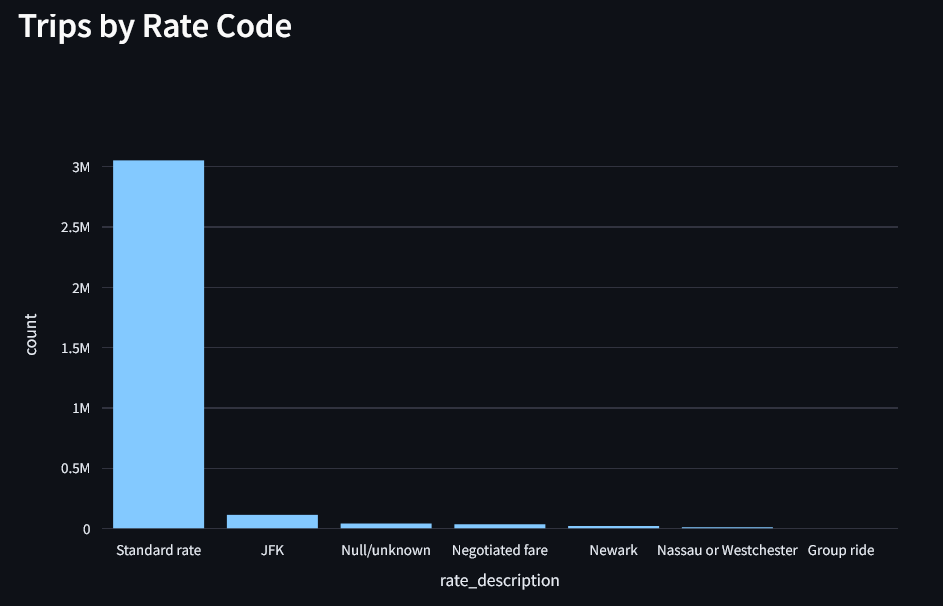 Trips by Rate Code
3M
2.5M
2M
1.5M
1M
0.5M
0
count
Standard rate JFK Null/unknown Negotiated fare Newark Nassau or Westchester Group ride
rate_description